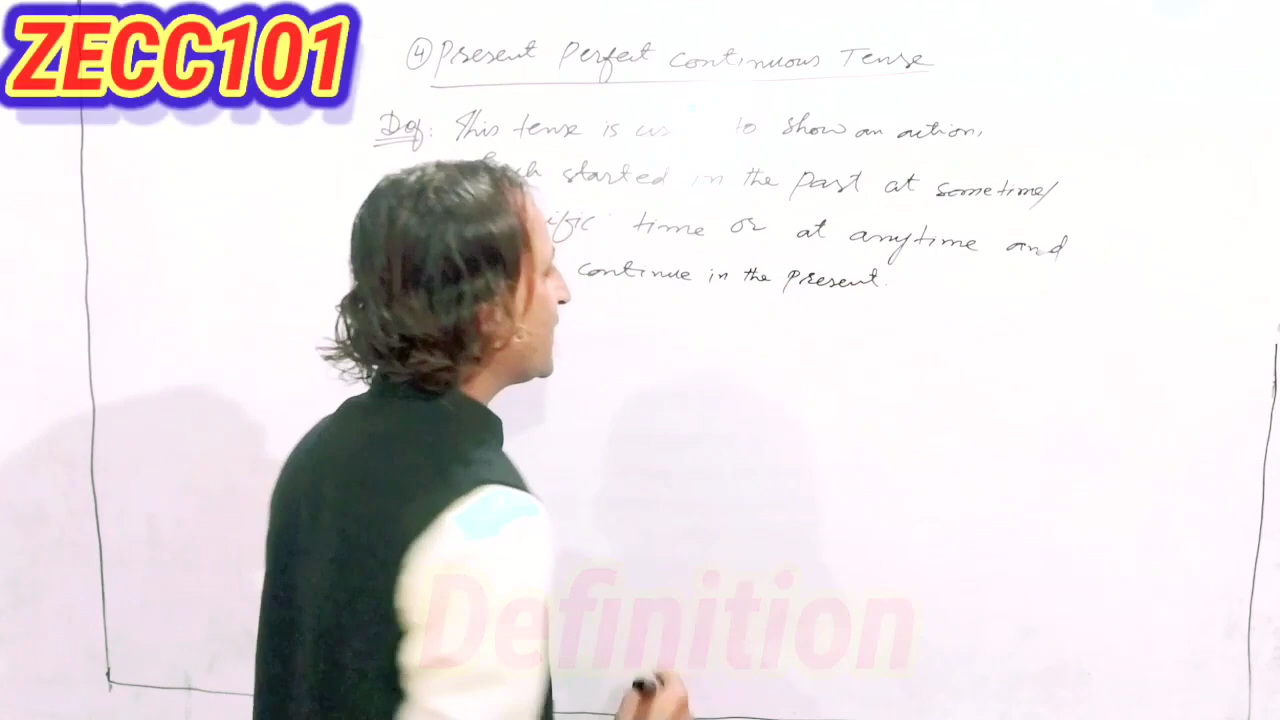 ZECC101
④ Present Perfect Continuous Tense
Def: This tense is to show an action,
started in the past at sometime/
time or at anytime and
continue in the present.
Definition